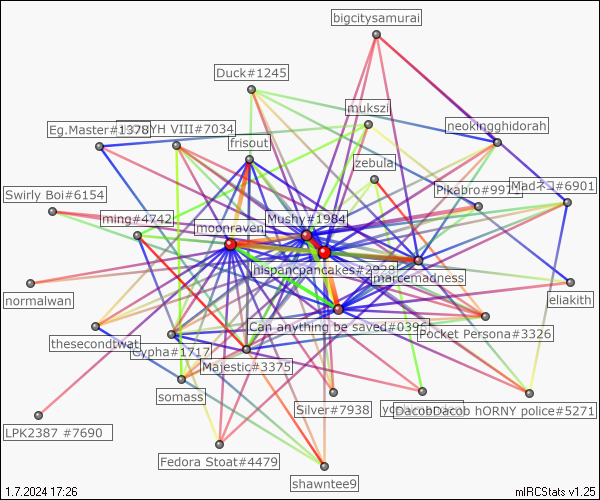 bigcitysamurai
Duck#1245
mukszi
neokingghidorah
Eg.Master#1378
YH VIII#7034
frisout
zebula
Swirly Boi#6154
Pikabro#997
Madネコ#6901
ming#4742
Mushy#1984
moonraven
hispancpancakes#2928
marcemadness
normalwan
eliakith
Can anything be saved#0396
Pocket Persona#3326
thesecondtwat
Cypha#1717
Majestic#3375
somass
Silver#7938
DacobDacob hORNY police#5271
LPK2387 #7690
Fedora Stoat#4479
shawntee9
1.7.2024 17:26
mIRCStats v1.25